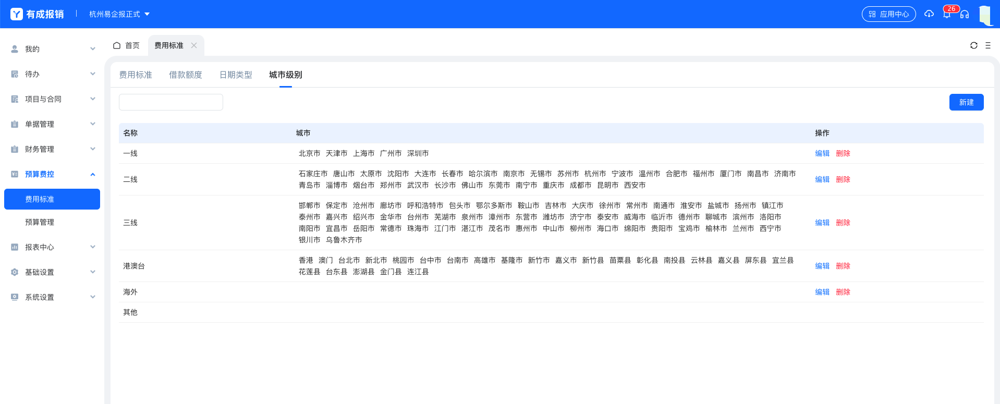 有成报销 杭州易企报正式 应用中心 26
首页 费用标准
我的
待办
项目与合同
单据管理
财务管理
预算费控
费用标准
预算管理
报表中心
基础设置
系统设置
费用标准 借款额度 日期类型 城市级别
新建
名称 城市 操作
一线 北京市 天津市 上海市 广州市 深圳市 编辑 删除
二线 石家庄市 唐山市 太原市 沈阳市 大连市 长春市 哈尔滨市 南京市 无锡市 苏州市 杭州市 宁波市 温州市 合肥市 福州市 厦门市 南昌市 济南市
青岛市 淄博市 烟台市 郑州市 武汉市 长沙市 佛山市 东莞市 南宁市 重庆市 成都市 昆明市 西安市 编辑 删除
三线 邯郸市 保定市 沧州市 廊坊市 呼和浩特市 包头市 鄂尔多斯市 鞍山市 吉林市 大庆市 徐州市 常州市 南通市 淮安市 盐城市 扬州市 镇江市
泰州市 嘉兴市 绍兴市 金华市 台州市 芜湖市 泉州市 漳州市 东营市 潍坊市 济宁市 泰安市 威海市 临沂市 德州市 聊城市 滨州市 洛阳市
南阳市 宜昌市 岳阳市 常德市 珠海市 江门市 湛江市 茂名市 惠州市 中山市 柳州市 海口市 绵阳市 贵阳市 宝鸡市 榆林市 兰州市 西宁市
银川市 乌鲁木齐市 编辑 删除
港澳台 香港 澳门 台北市 新北市 桃园市 台中市 台南市 高雄市 基隆市 新竹市 嘉义市 新竹县 苗栗县 彰化县 南投县 云林县 嘉义县 屏东县 宜兰县
花莲县 台东县 澎湖县 金门县 连江县 编辑 删除
海外 编辑 删除
其他